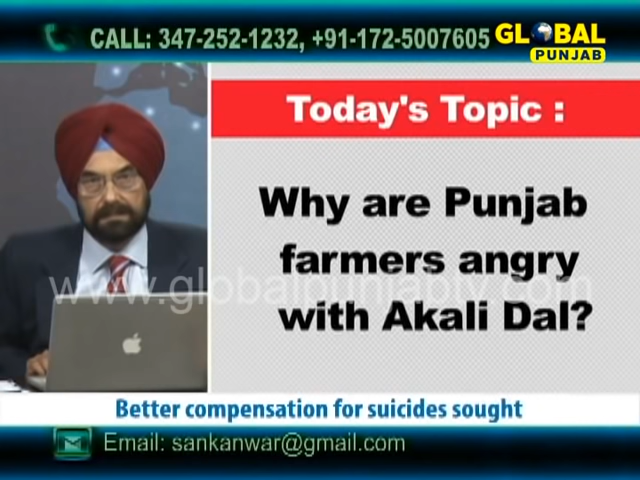 CALL: 347-252-1232, +91-172-5007605
GLOBAL
PUNJAB
Today's Topic :
Why are Punjab
farmers angry
with Akali Dal?
www.globalpunjabtv.com
Better compensation for suicides sought
Email: sankanwar@gmail.com